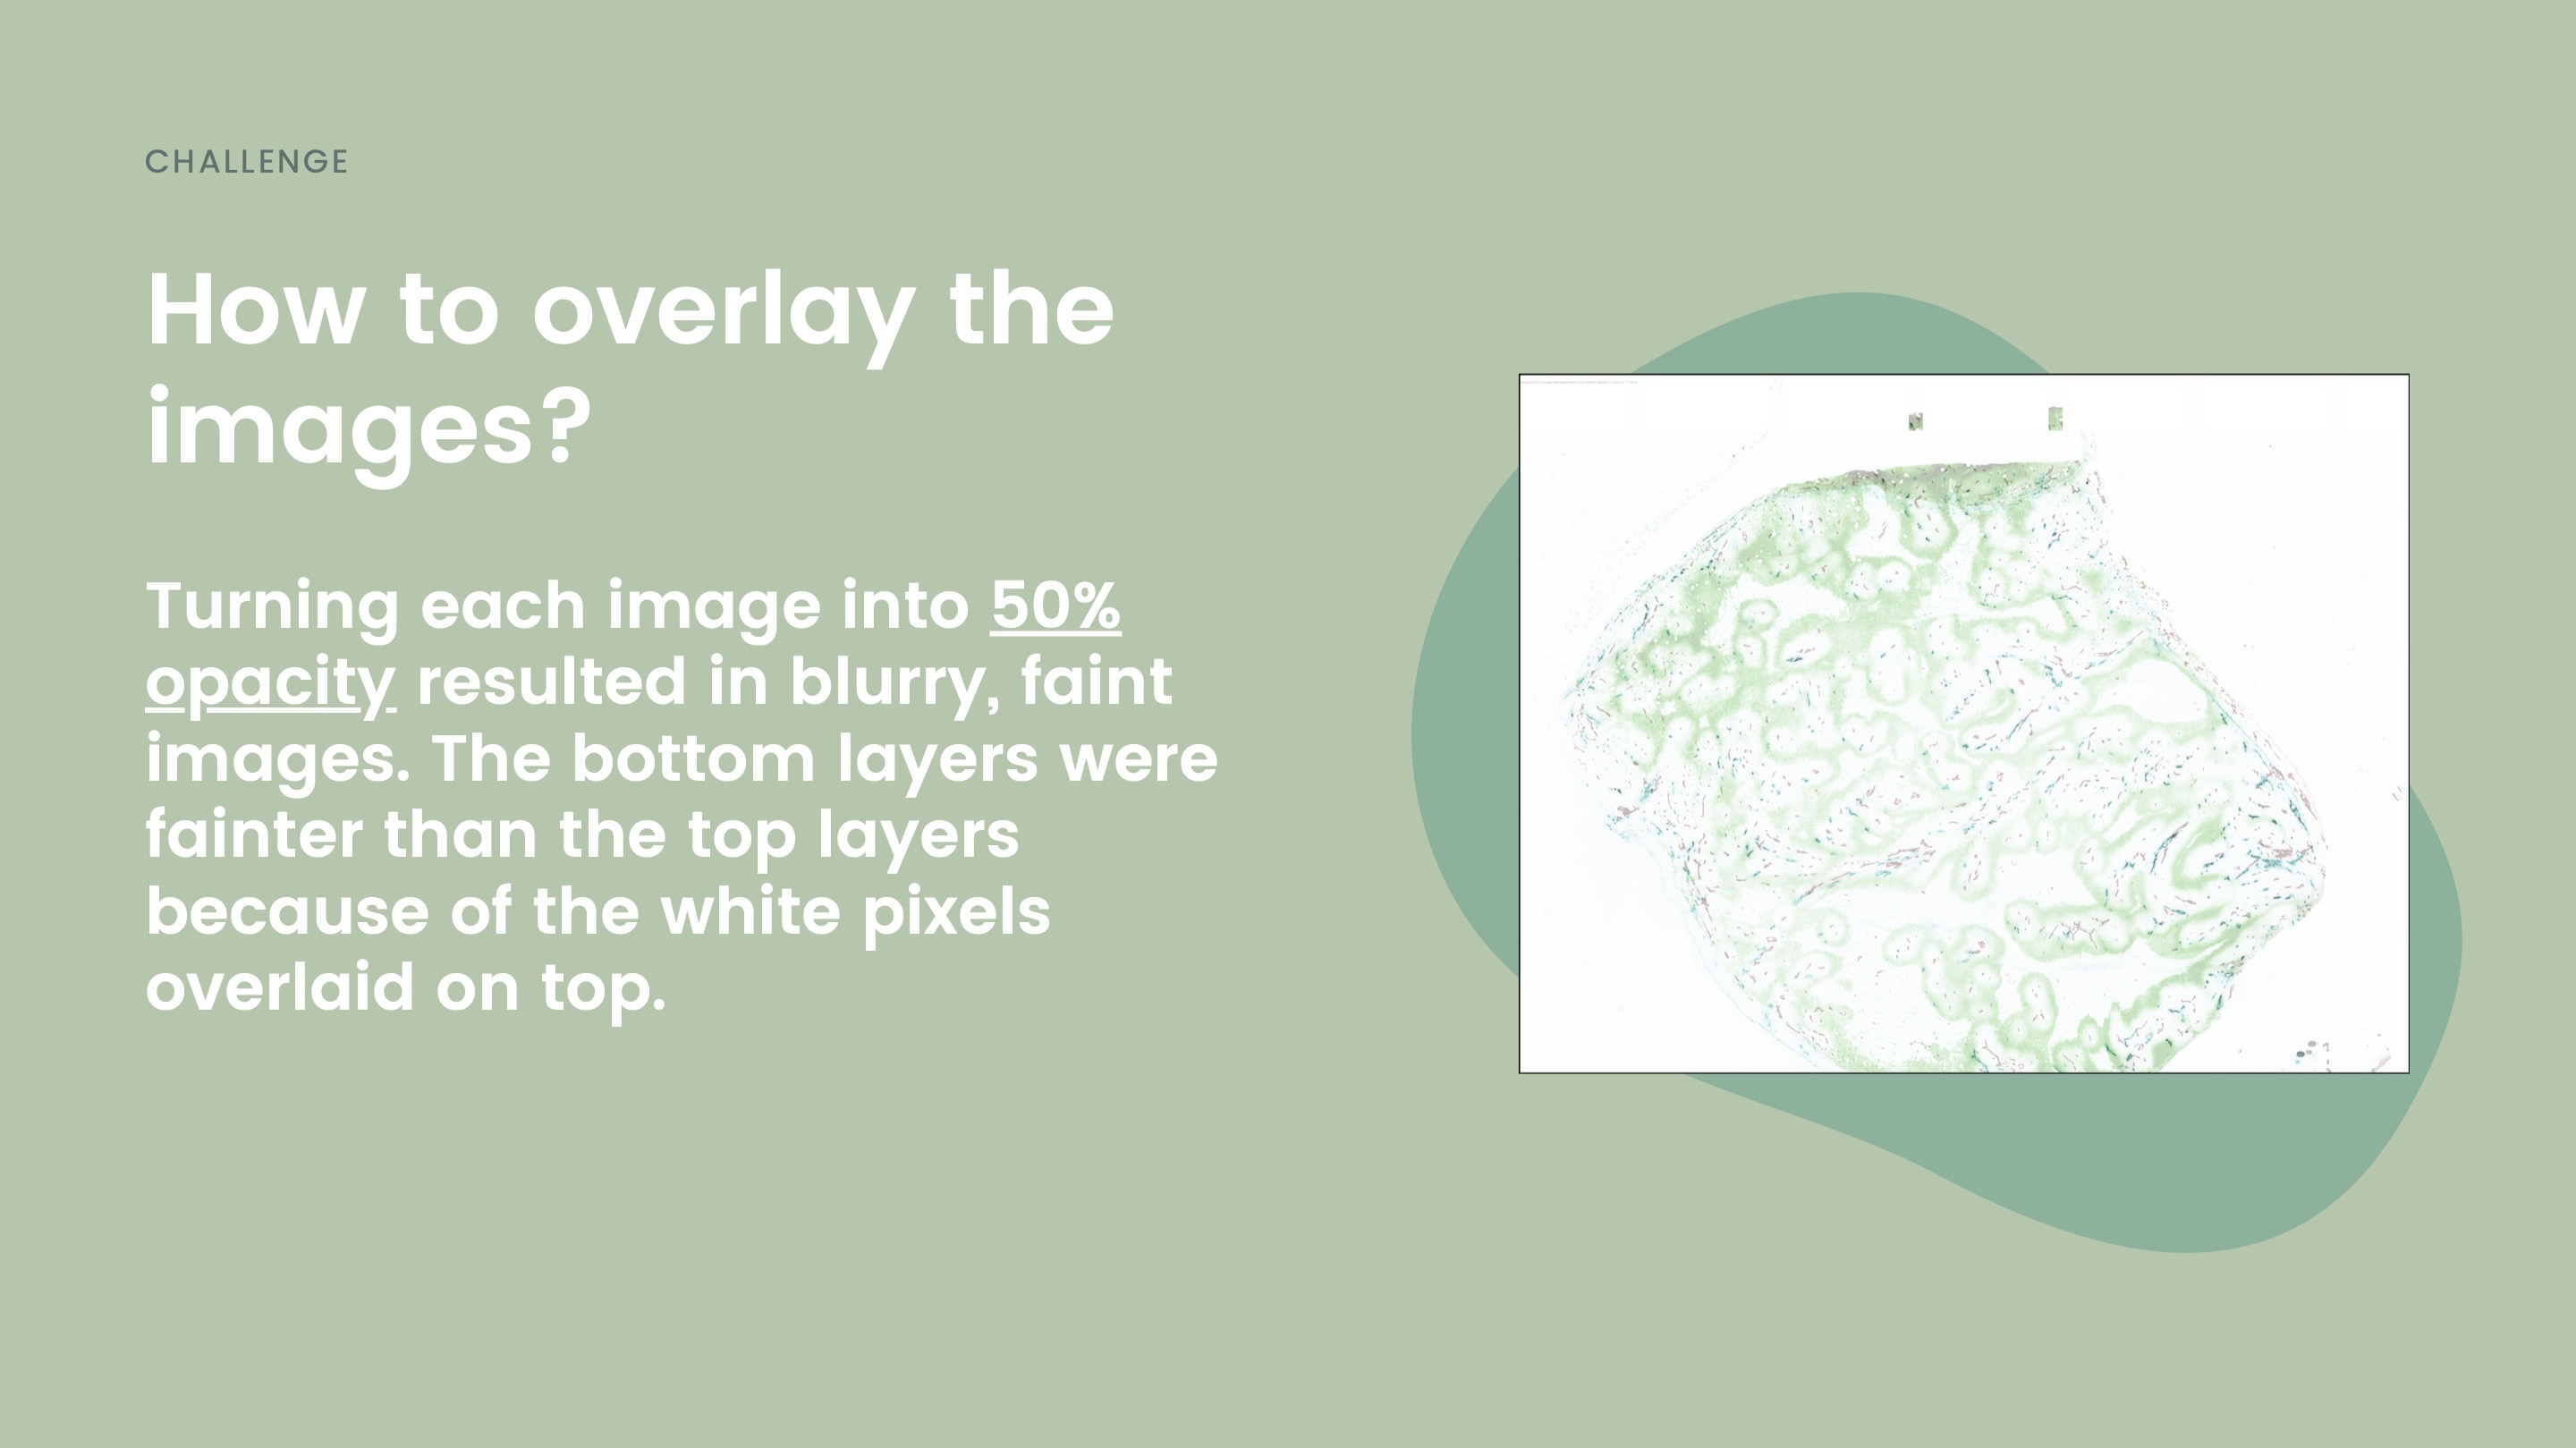 CHALLENGE
How to overlay the
images?
Turning each image into 50%
opacity resulted in blurry, faint
images. The bottom layers were
fainter than the top layers
because of the white pixels
overlaid on top.